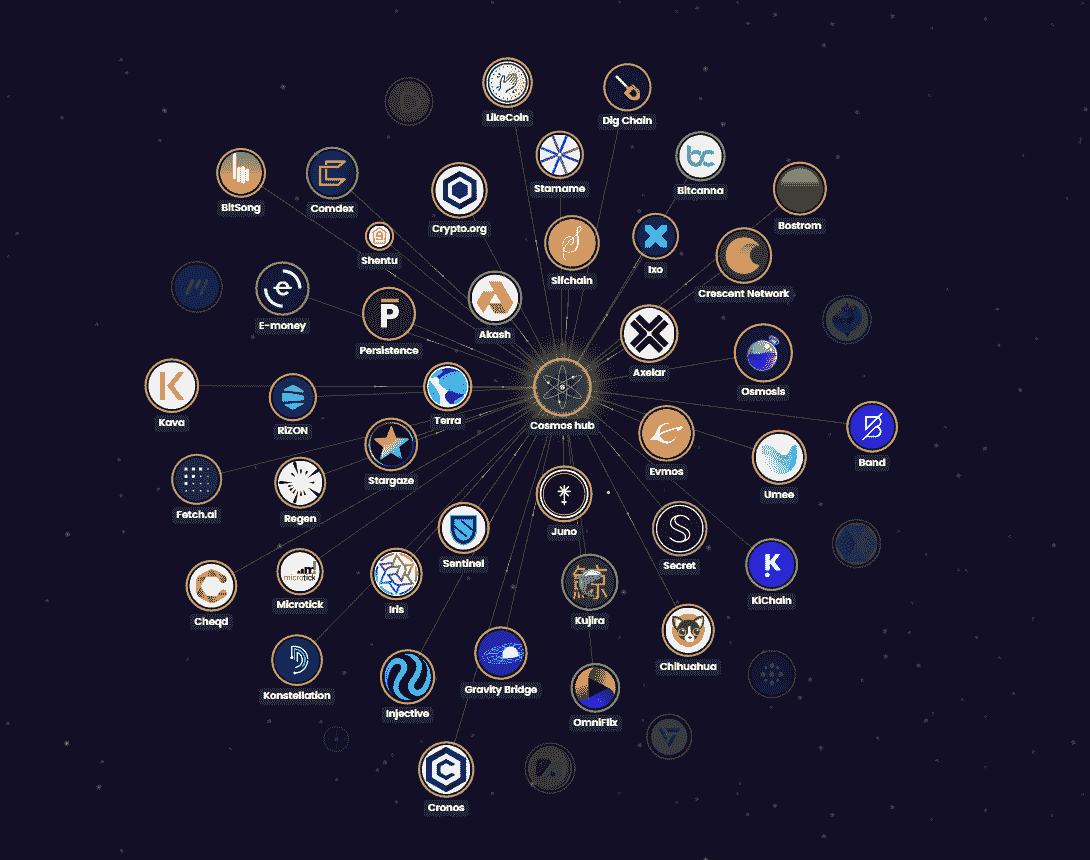 LikeCoin
Dig Chain
Starname
Bitcanna
BitSong
Comdex
Crypto.org
Bostrom
Shentu
Sifchain
Ixo
Crescent Network
E-money
Persistence
Akash
Axelar
Osmosis
Kava
RIZON
Terra
Cosmos hub
Band
Evmos
Umee
Stargaze
Fetch.ai
Regen
Juno
Secret
Sentinel
KiChain
Cheqd
microtick
Microtick
Iris
Kujira
Chihuahua
Konstellation
Injective
Gravity Bridge
OmniFlix
Cronos